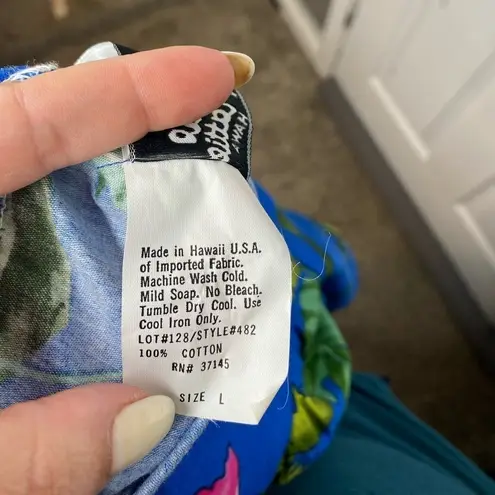 HAWA
Made in Hawaii U.S.A.
of Imported Fabric.
Machine Wash Cold.
Mild Soap. No Bleach.
Tumble Dry Cool. Use
Cool Iron Only.
LOT#128/STYLE#482
100% COTTON
RN# 37145
SIZE L